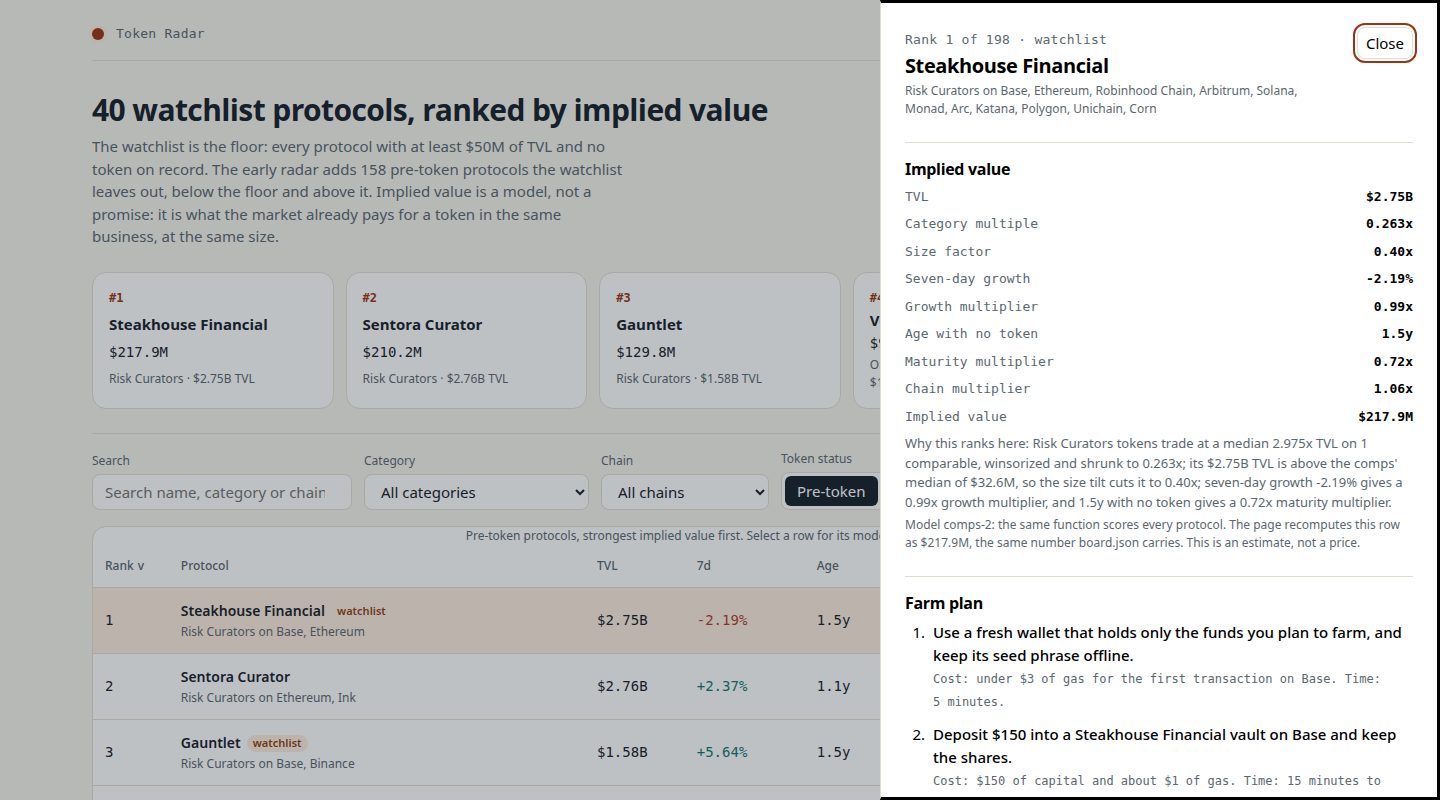 Token Radar
40 watchlist protocols, ranked by implied value
The watchlist is the floor: every protocol with at least $50M of TVL and no
token on record. The early radar adds 158 pre-token protocols the watchlist
leaves out, below the floor and above it. Implied value is a model, not a
promise: it is what the market already pays for a token in the same
business, at the same size.
#1
Steakhouse Financial
$217.9M
Risk Curators · $2.75B TVL
#2
Sentora Curator
$210.2M
Risk Curators · $2.76B TVL
#3
Gauntlet
$129.8M
Risk Curators · $1.58B TVL
Search
Search name, category or chain
Category
All categories
Chain
All chains
Token status
Pre-token
Pre-token protocols, strongest implied value first. Select a row for its
Rank v Protocol TVL 7d Age
1 Steakhouse Financial watchlist $2.75B -2.19% 1.5y
Risk Curators on Base, Ethereum
2 Sentora Curator $2.76B +2.37% 1.1y
Risk Curators on Ethereum, Ink
3 Gauntlet watchlist $1.58B +5.64% 1.5y
Risk Curators on Base, Binance
Rank 1 of 198 · watchlist
Close
Steakhouse Financial
Risk Curators on Base, Ethereum, Robinhood Chain, Arbitrum, Solana,
Monad, Arc, Katana, Polygon, Unichain, Corn
Implied value
TVL $2.75B
Category multiple 0.263x
Size factor 0.40x
Seven-day growth -2.19%
Growth multiplier 0.99x
Age with no token 1.5y
Maturity multiplier 0.72x
Chain multiplier 1.06x
Implied value $217.9M
Why this ranks here: Risk Curators tokens trade at a median 2.975x TVL on 1
comparable, winsorized and shrunk to 0.263x; its $2.75B TVL is above the comps'
median of $32.6M, so the size tilt cuts it to 0.40x; seven-day growth -2.19% gives a
0.99x growth multiplier, and 1.5y with no token gives a 0.72x maturity multiplier.
Model comps-2: the same function scores every protocol. The page recomputes this row
as $217.9M, the same number board.json carries. This is an estimate, not a price.
Farm plan
1. Use a fresh wallet that holds only the funds you plan to farm, and
keep its seed phrase offline.
Cost: under $3 of gas for the first transaction on Base. Time:
5 minutes.
2. Deposit $150 into a Steakhouse Financial vault on Base and keep
the shares.
Cost: $150 of capital and about $1 of gas. Time: 15 minutes to